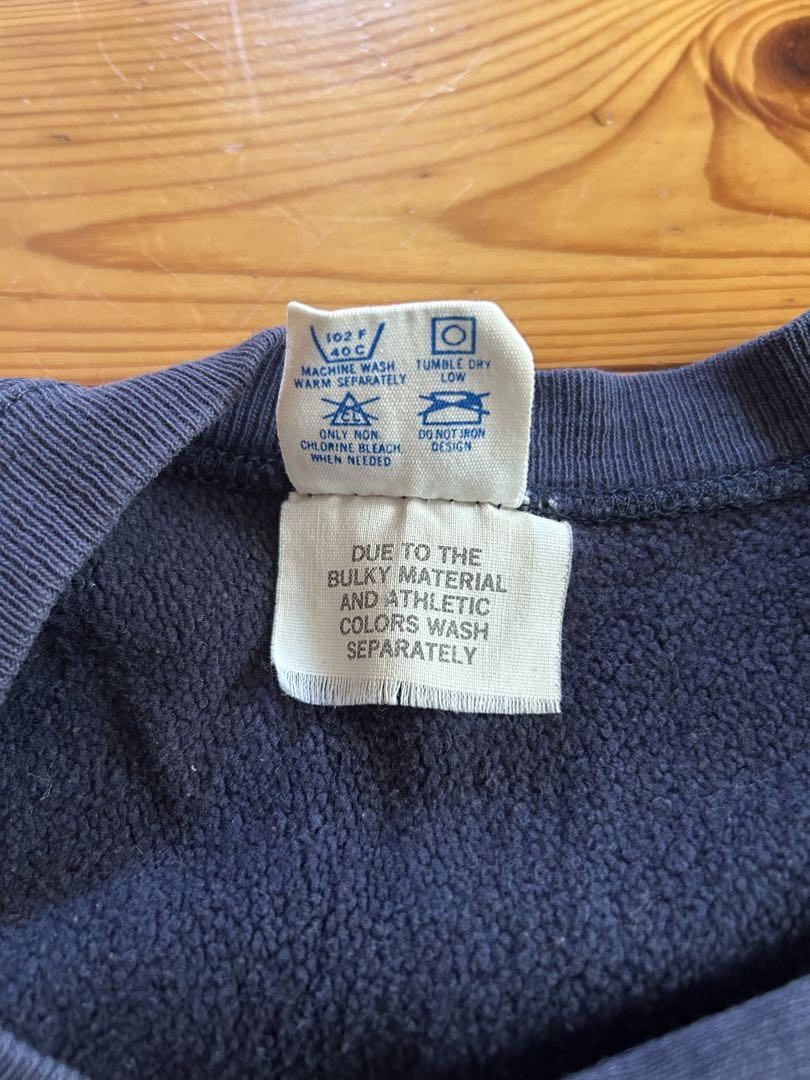 102 F
40 C
MACHINE WASH
WARM SEPARATELY
TUMBLE DRY
LOW
CL
ONLY NON
CHLORINE BLEACH
WHEN NEEDED
DO NOT IRON
DESIGN
DUE TO THE
BULKY MATERIAL
AND ATHLETIC
COLORS WASH
SEPARATELY